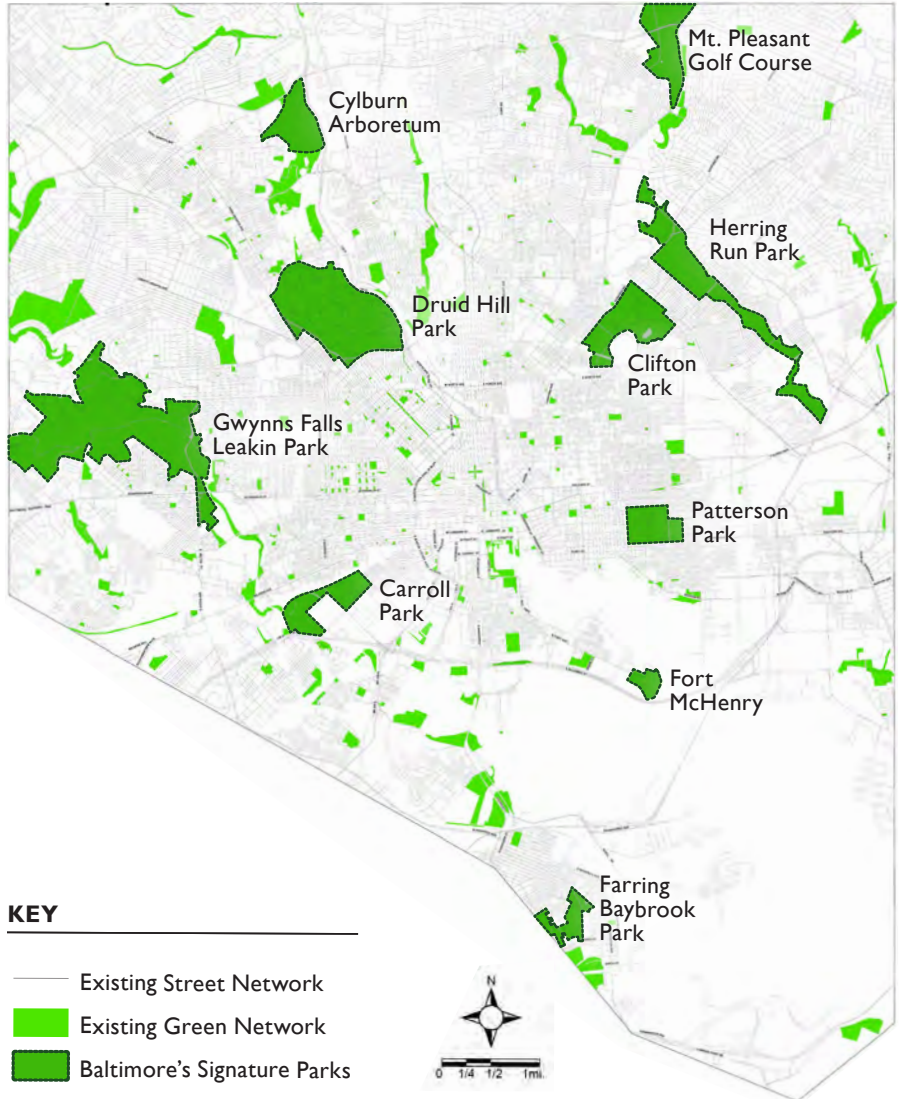 Mt. Pleasant
Golf Course
Cylburn
Arboretum
Herring
Run Park
Druid Hill
Park
Clifton
Park
Gwynns Falls
Leakin Park
Patterson
Park
Carroll
Park
Fort
McHenry
Farring
Baybrook
Park
KEY
Existing Street Network
Existing Green Network
Baltimore's Signature Parks
N
0 1/4 1/2 1mi.